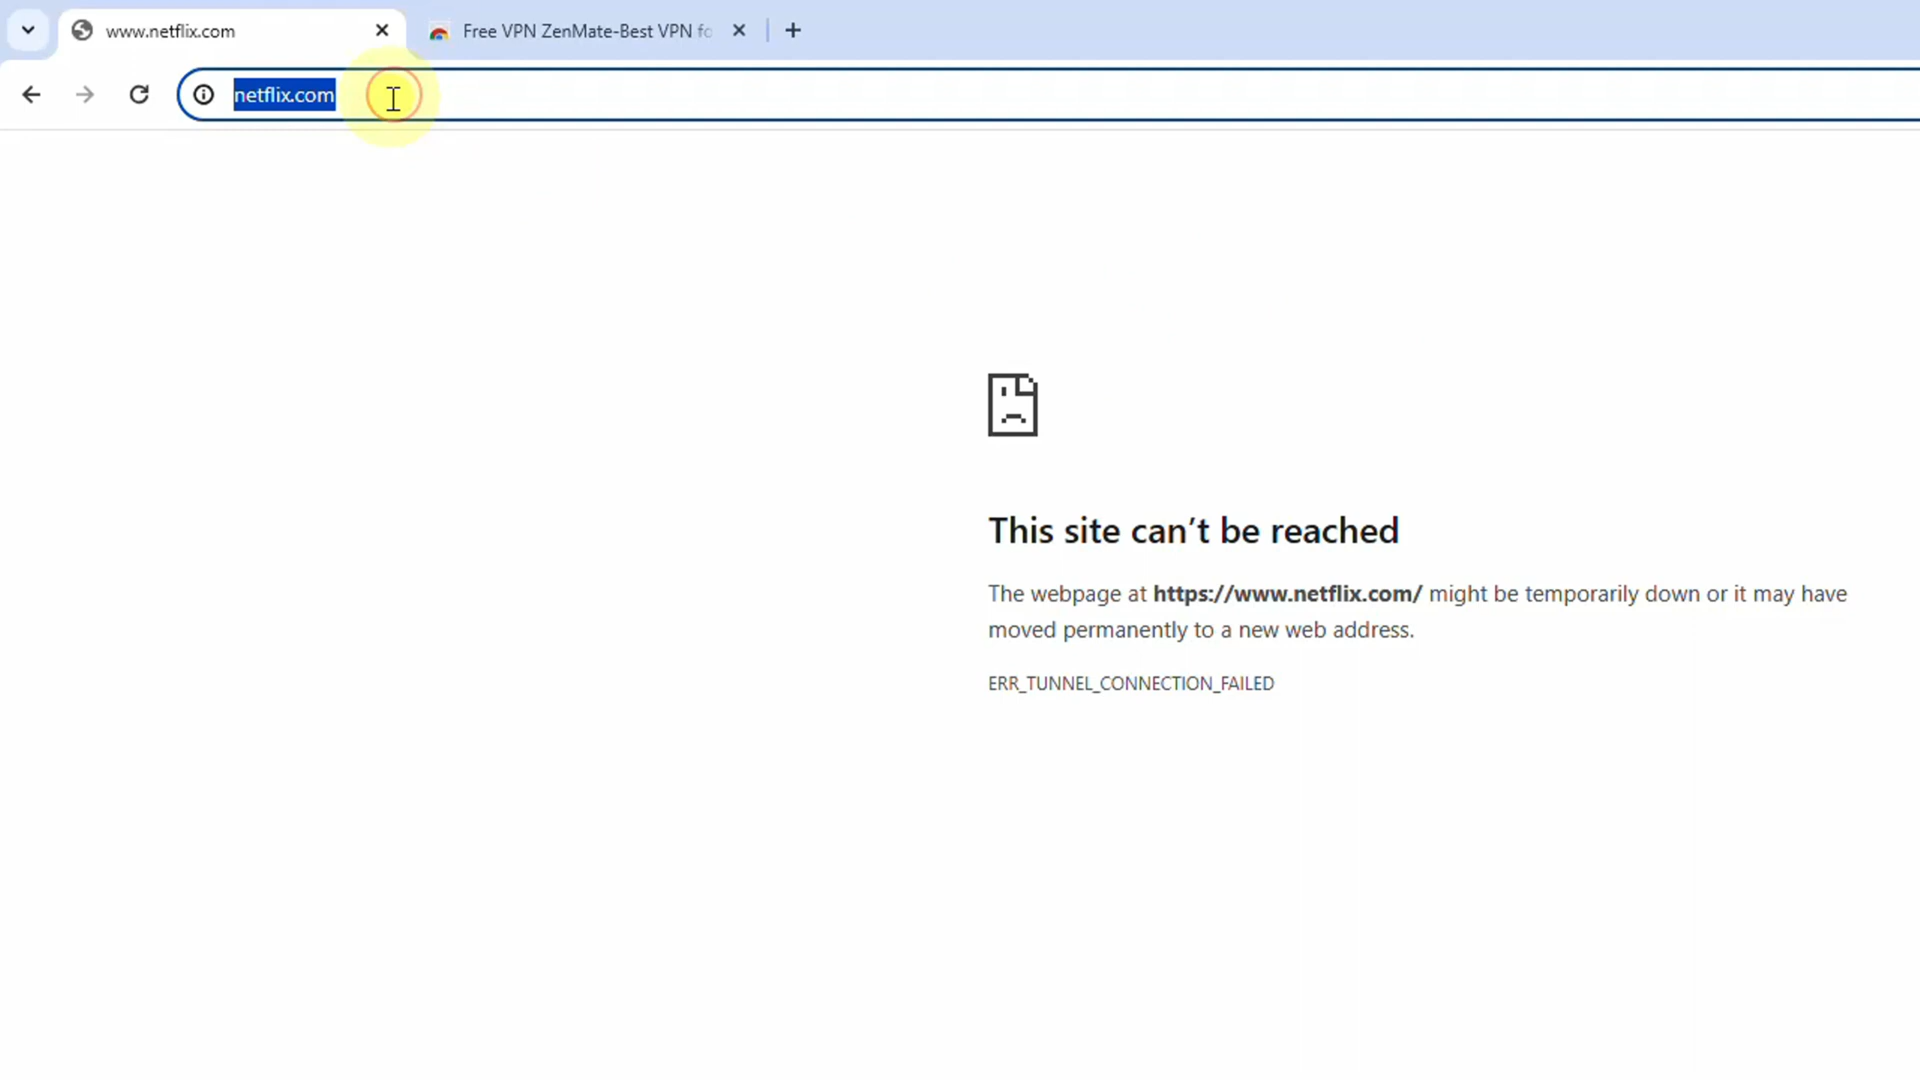 www.netflix.com
Free VPN ZenMate-Best VPN fo
netflix.com
This site can’t be reached
The webpage at https://www.netflix.com/ might be temporarily down or it may have
moved permanently to a new web address.
ERR_TUNNEL_CONNECTION_FAILED